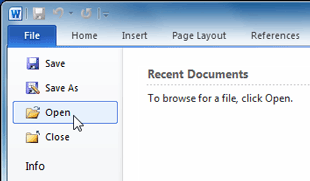 File Home Insert Page Layout References
Save
Save As
Open
Close
Info
Recent Documents
To browse for a file, click Open.